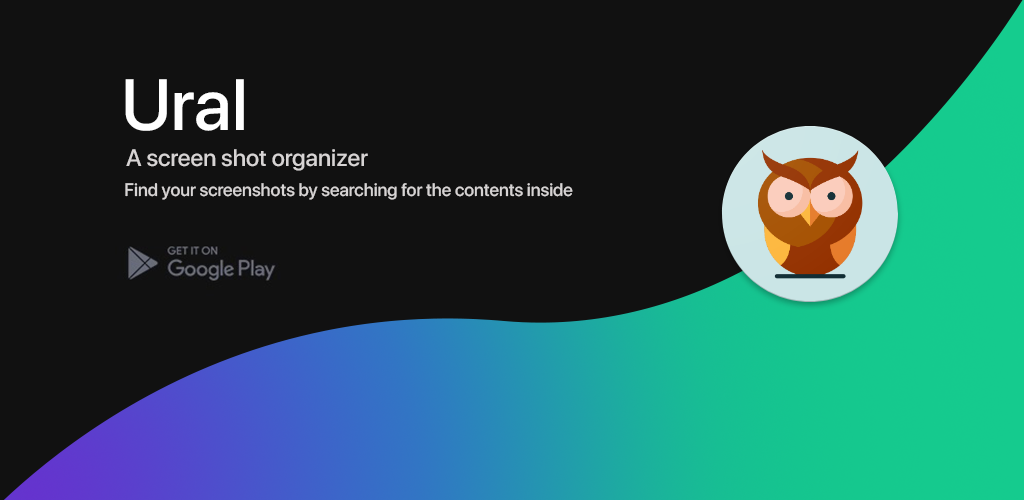 Ural
A screen shot organizer
Find your screenshots by searching for the contents inside
GET IT ON
Google Play